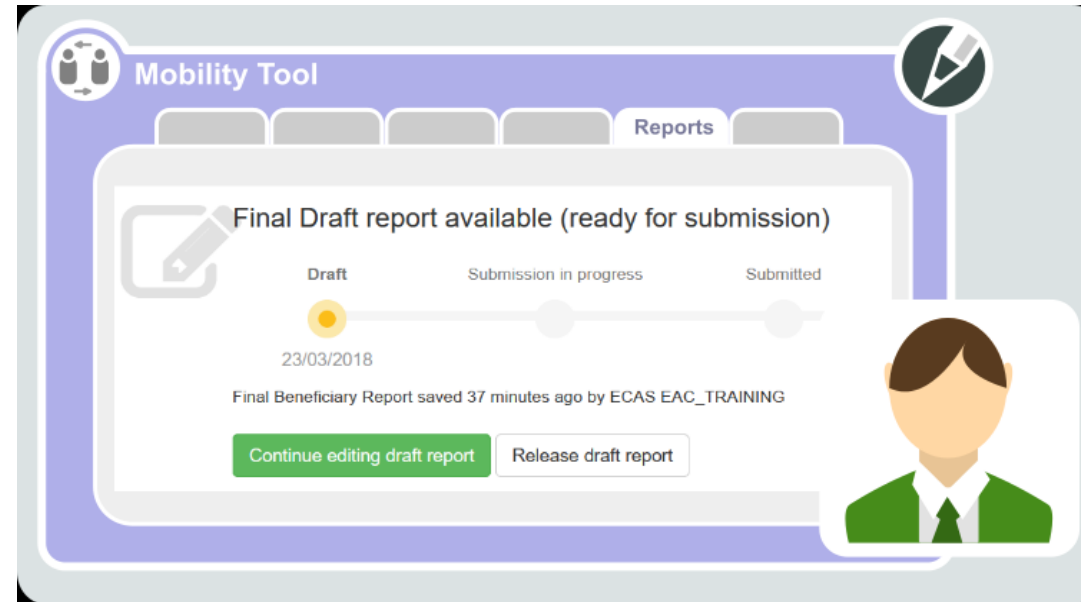 Mobility Tool
Reports
Final Draft report available (ready for submission)
Draft Submission in progress Submitted
23/03/2018
Final Beneficiary Report saved 37 minutes ago by ECAS EAC_TRAINING
Continue editing draft report Release draft report